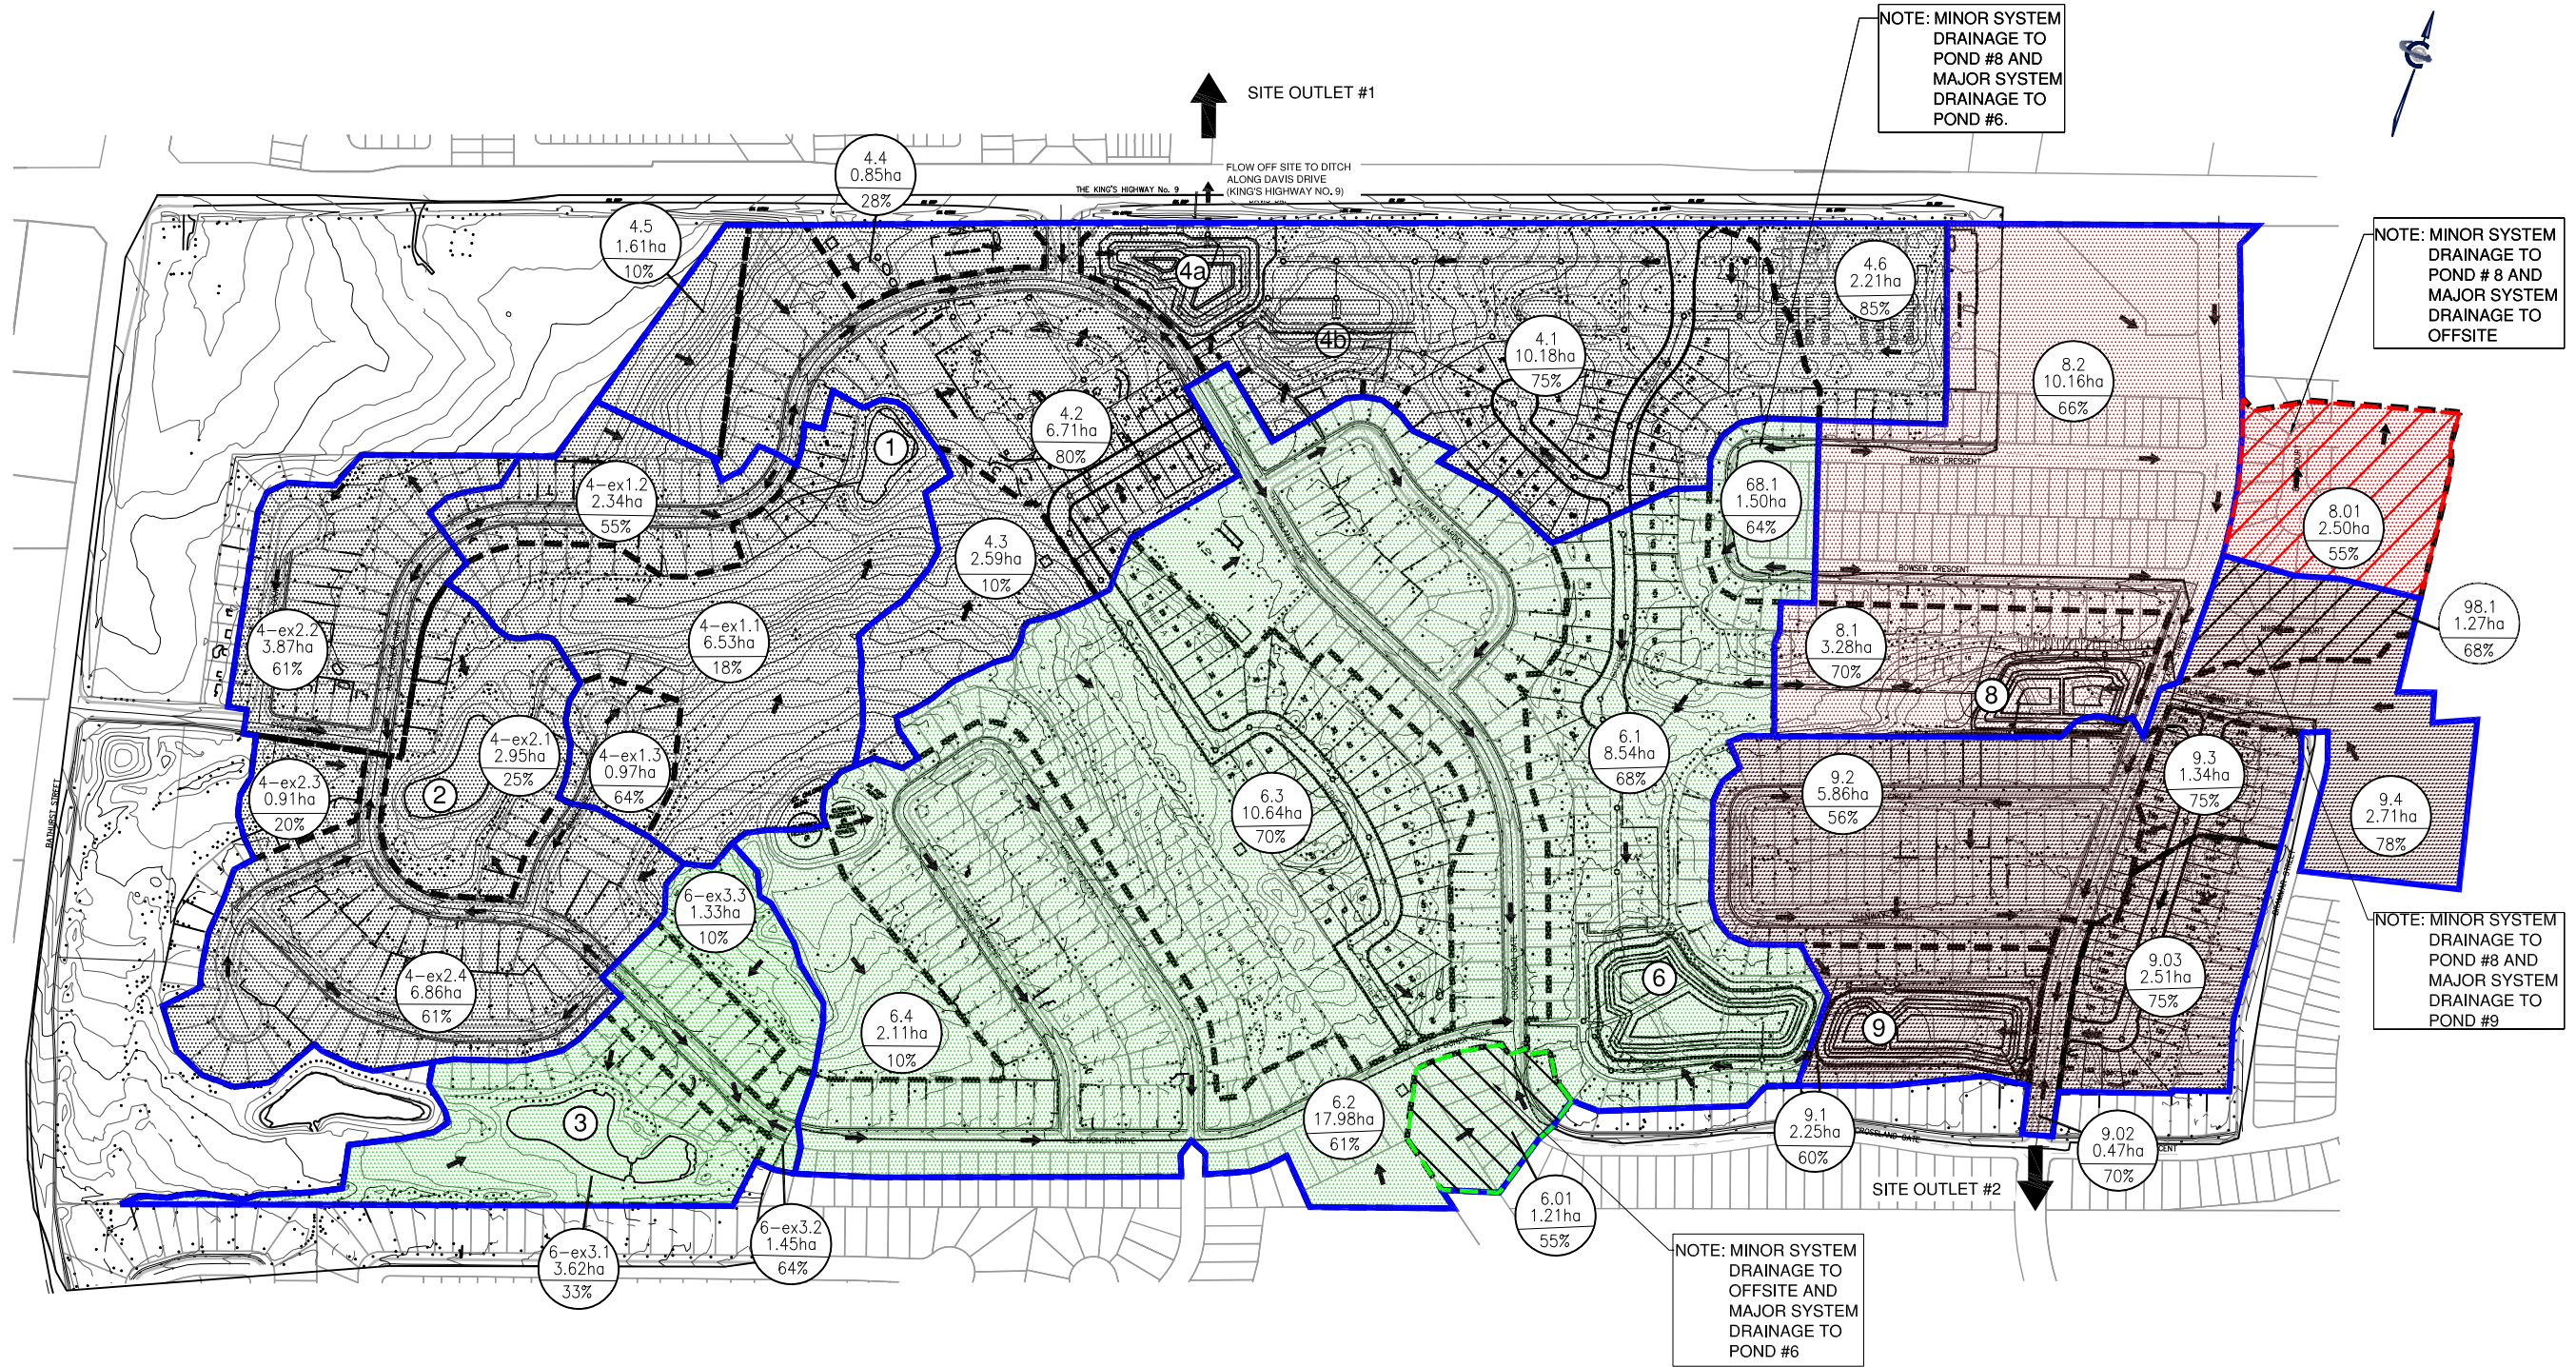 NOTE: MINOR SYSTEM
DRAINAGE TO
POND #8 AND
MAJOR SYSTEM
DRAINAGE TO
POND #6.
SITE OUTLET #1
FLOW OFF SITE TO DITCH
ALONG DAVIS DRIVE
(KING'S HIGHWAY NO. 9)
THE KING'S HIGHWAY No. 9
4.4
0.85ha
28%
4.5
1.61ha
10%
4a
4b
4.6
2.21ha
85%
4.1
10.18ha
75%
NOTE: MINOR SYSTEM
DRAINAGE TO
POND # 8 AND
MAJOR SYSTEM
DRAINAGE TO
OFFSITE
8.2
10.16ha
66%
4.2
6.71ha
80%
1
BOWSER CRESCENT
4-ex1.2
2.34ha
55%
68.1
1.50ha
64%
8.01
2.50ha
55%
4.3
2.59ha
10%
FAIRWAY GARDENS
BOWSER CRESCENT
98.1
1.27ha
68%
4-ex2.2
3.87ha
61%
4-ex1.1
6.53ha
18%
8.1
3.28ha
70%
8
4-ex2.1
2.95ha
25%
4-ex1.3
0.97ha
64%
6.1
8.54ha
68%
9.3
1.34ha
75%
4-ex2.3
0.91ha
20%
2
BATHURST STREET
6.3
10.64ha
70%
9.2
5.86ha
56%
9.4
2.71ha
78%
6-ex3.3
1.33ha
10%
NOTE: MINOR SYSTEM
DRAINAGE TO
POND #8 AND
MAJOR SYSTEM
DRAINAGE TO
POND #9
4-ex2.4
6.86ha
61%
6
9.03
2.51ha
75%
6.4
2.11ha
10%
9
3
6.2
17.98ha
61%
9.1
2.25ha
60%
CROSSLAND GATE
9.02
0.47ha
70%
SITE OUTLET #2
6.01
1.21ha
55%
6-ex3.2
1.45ha
64%
6-ex3.1
3.62ha
33%
NOTE: MINOR SYSTEM
DRAINAGE TO
OFFSITE AND
MAJOR SYSTEM
DRAINAGE TO
POND #6